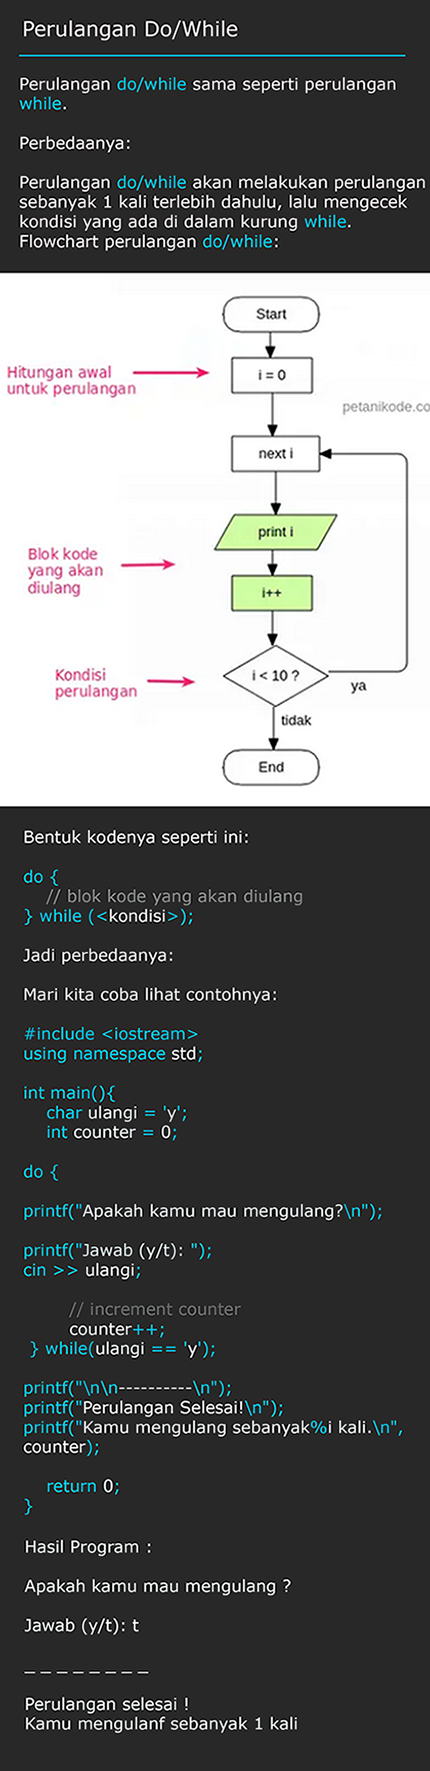 Perulangan Do/While
Perulangan do/while sama seperti perulangan
while.
Perbedaanya:
Perulangan do/while akan melakukan perulangan
sebanyak 1 kali terlebih dahulu, lalu mengecek
kondisi yang ada di dalam kurung while.
Flowchart perulangan do/while:
Start
Hitungan awal
untuk perulangan
i = 0
petanikode.co
next i
print i
Blok kode
yang akan
diulang
i++
Kondisi
perulangan
i < 10 ?
ya
tidak
End
Bentuk kodenya seperti ini:
do {
// blok kode yang akan diulang
} while (<kondisi>);
Jadi perbedaanya:
Mari kita coba lihat contohnya:
#include <iostream>
using namespace std;
int main(){
char ulangi = 'y';
int counter = 0;
do {
printf("Apakah kamu mau mengulang?\n");
printf("Jawab (y/t): ");
cin >> ulangi;
// increment counter
counter++;
} while(ulangi == 'y');
printf("\n\n----------\n");
printf("Perulangan Selesai!\n");
printf("Kamu mengulang sebanyak%i kali.\n",
counter);
return 0;
}
Hasil Program :
Apakah kamu mau mengulang ?
Jawab (y/t): t
_ _ _ _ _ _ _ _
Perulangan selesai !
Kamu mengulanf sebanyak 1 kali